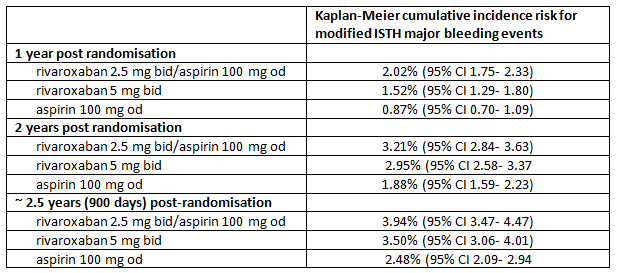 Kaplan-Meier cumulative incidence risk for
modified ISTH major bleeding events
1 year post randomisation
rivaroxaban 2.5 mg bid/aspirin 100 mg od 2.02% (95% CI 1.75- 2.33)
rivaroxaban 5 mg bid 1.52% (95% CI 1.29- 1.80)
aspirin 100 mg od 0.87% (95% CI 0.70- 1.09)
2 years post randomisation
rivaroxaban 2.5 mg bid/aspirin 100 mg od 3.21% (95% CI 2.84- 3.63)
rivaroxaban 5 mg bid 2.95% (95% CI 2.58- 3.37
aspirin 100 mg od 1.88% (95% CI 1.59- 2.23)
~ 2.5 years (900 days) post-randomisation
rivaroxaban 2.5 mg bid/aspirin 100 mg od 3.94% (95% CI 3.47- 4.47)
rivaroxaban 5 mg bid 3.50% (95% CI 3.06- 4.01)
aspirin 100 mg od 2.48% (95% CI 2.09- 2.94